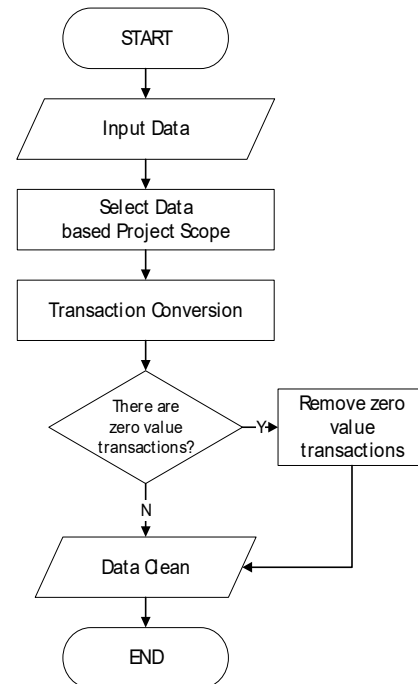 START
Input Data
Select Data
based Project Scope
Transaction Conversion
There are
zero value
transactions?
Y
Remove zero
value
transactions
N
Data Clean
END